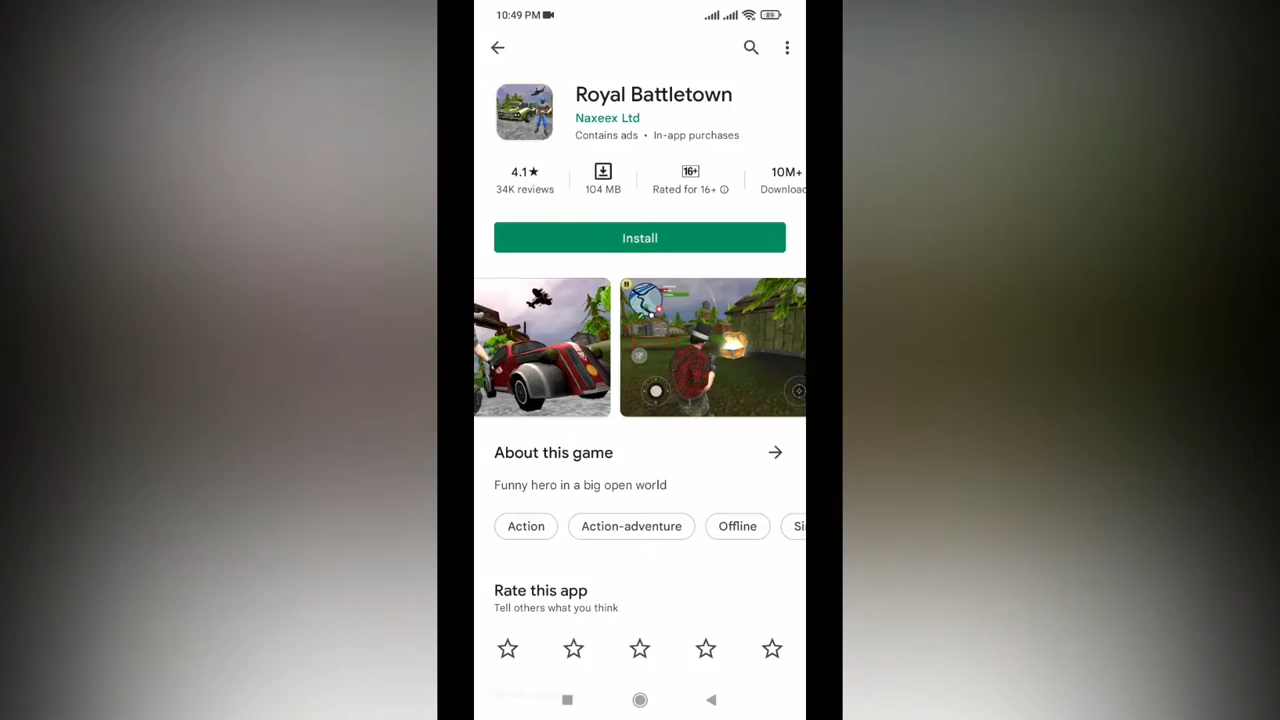 10:49 PM
89
Royal Battletown
Naxeex Ltd
Contains ads • In-app purchases
4.1★
34K reviews
104 MB
16+
Rated for 16+
10M+
Install
About this game
Funny hero in a big open world
Action
Action-adventure
Offline
Rate this app
Tell others what you think